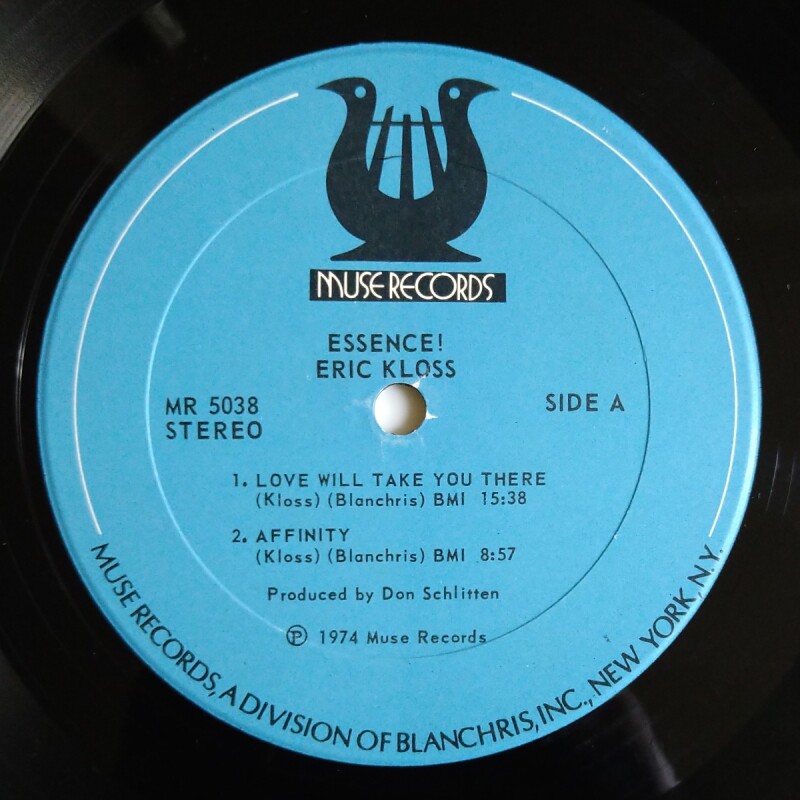 MUSE RECORDS
ESSENCE!
ERIC KLOSS
MR 5038
STEREO
SIDE A
1. LOVE WILL TAKE YOU THERE
(Kloss) (Blanchris) BMI 15:38
2. AFFINITY
(Kloss) (Blanchris) BMI 8:57
Produced by Don Schlitten
Ⓟ 1974 Muse Records
MUSE RECORDS, A DIVISION OF BLANCHRIS, INC., NEW YORK, N.Y.